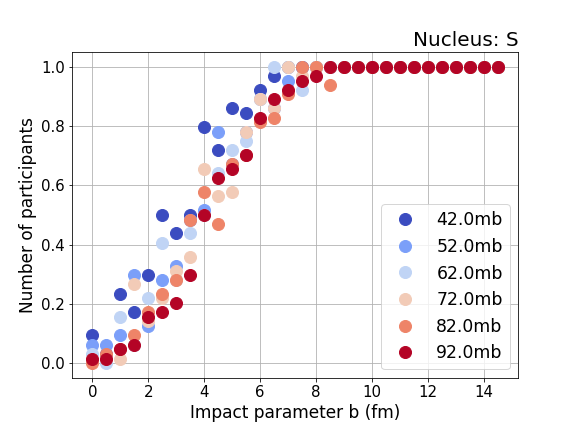 Nucleus: S
1.0
0.8
0.6
0.4
0.2
0.0
Number of participants
42.0mb
52.0mb
62.0mb
72.0mb
82.0mb
92.0mb
0 2 4 6 8 10 12 14
Impact parameter b (fm)